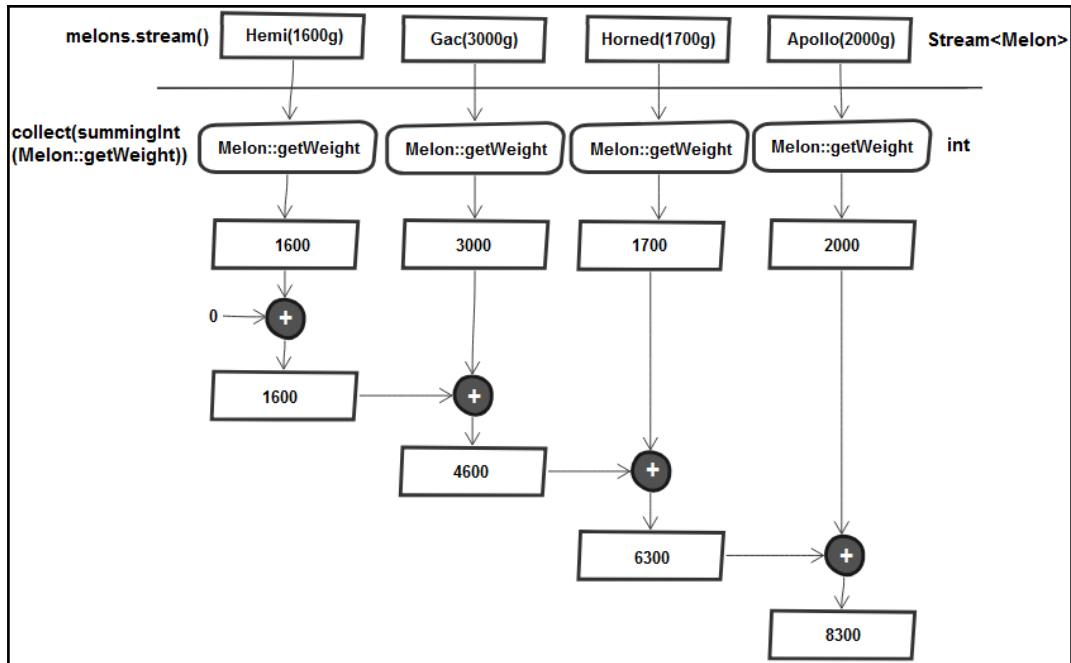 melons.stream()
Hemi(1600g)
Gac(3000g)
Horned(1700g)
Apollo(2000g)
Stream<Melon>
collect(summingInt
(Melon::getWeight))
Melon::getWeight
Melon::getWeight
Melon::getWeight
Melon::getWeight
int
1600
3000
1700
2000
0
+
1600
+
4600
+
6300
+
8300